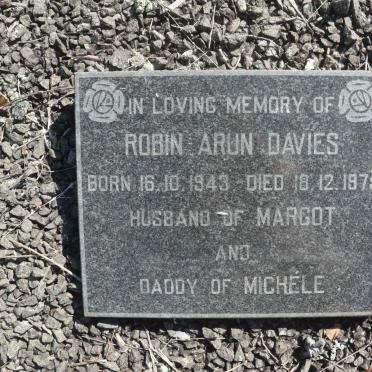 IN LOVING MEMORY OF
ROBIN ARUN DAVIES
BORN 16.10.1943 - DIED 18.12.197
HUSBAND OF MARGOT
AND
DADDY OF MICHÉLE